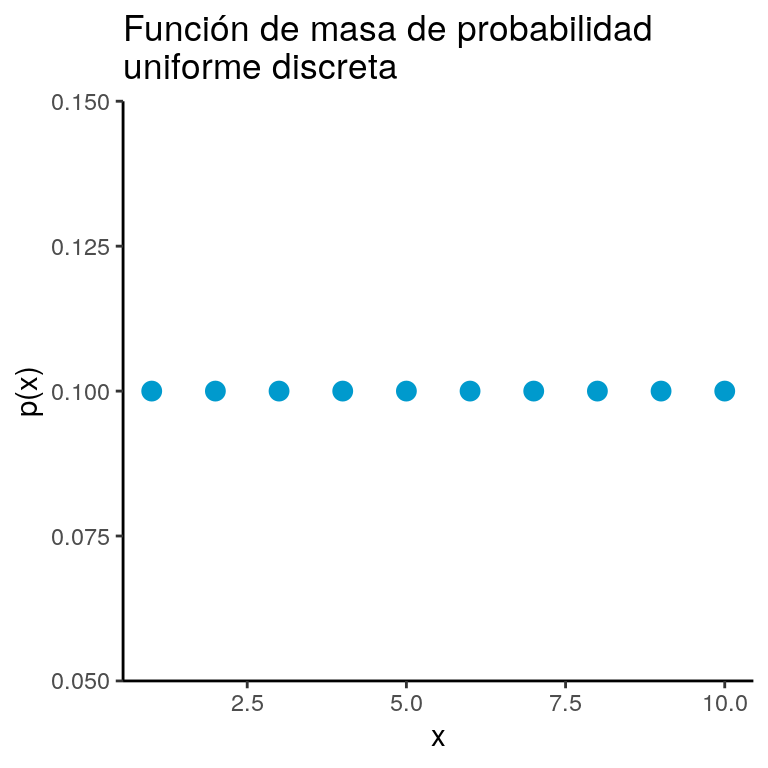 Función de masa de probabilidad
uniforme discreta
0.150
0.125
0.100
0.075
0.050
p(x)
2.5
5.0
7.5
10.0
x